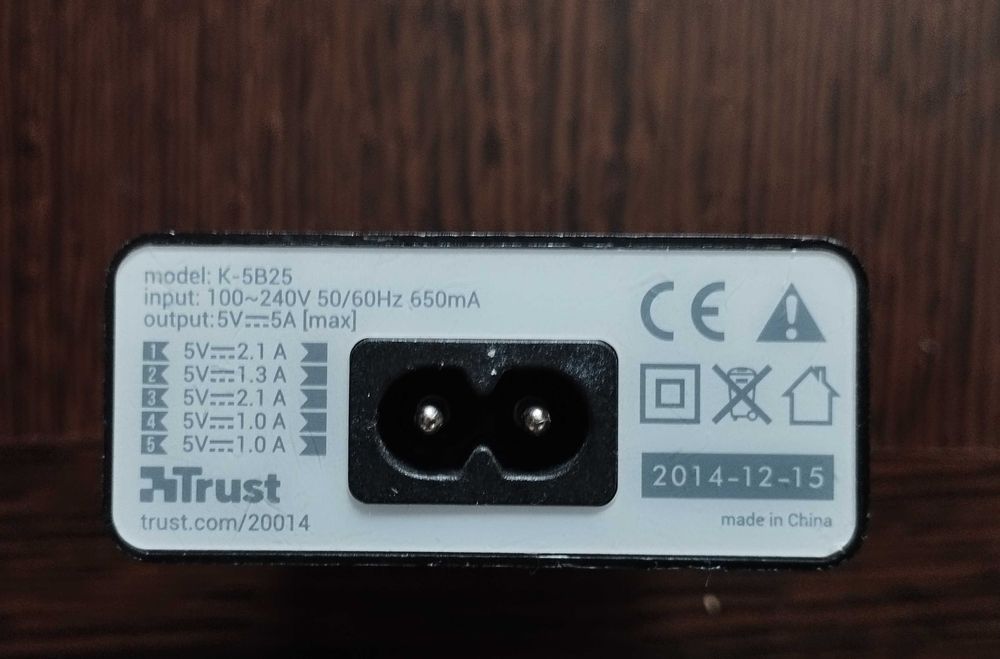 model: K-5B25
input: 100~240V 50/60Hz 650mA
output:5V⎓5A [max]
1 5V⎓2.1 A
2 5V⎓1.3 A
3 5V⎓2.1 A
4 5V⎓1.0 A
5 5V⎓1.0 A
Trust
trust.com/20014
CE
2014-12-15
made in China